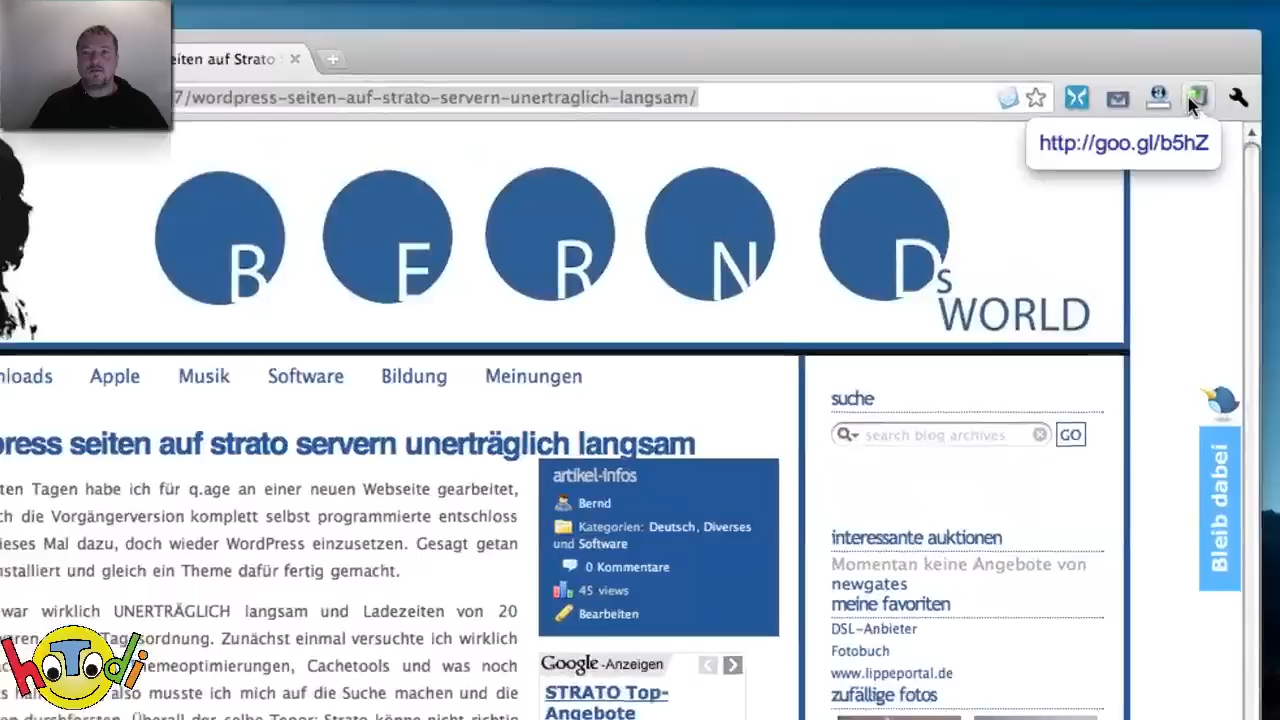 eiten auf Strato
7/wordpress-seiten-auf-strato-servern-unertraglich-langsam/
http://goo.gl/b5hZ
B E R N Ds
WORLD
nloads Apple Musik Software Bildung Meinungen
press seiten auf strato servern unerträglich langsam
ten Tagen habe ich für q.age an einer neuen Webseite gearbeitet,
ch die Vorgängerversion komplett selbst programmierte entschloss
ieses Mal dazu, doch wieder WordPress einzusetzen. Gesagt getan
nstalliert und gleich ein Theme dafür fertig gemacht.
war wirklich UNERTRÄGLICH langsam und Ladezeiten von 20
waren Tagesordnung. Zunächst einmal versuchte ich wirklich
hemeoptimierungen, Cachetools und was noch
also musste ich mich auf die Suche machen und die
durchforsten. Überall der selbe Tenor: Strato könne nicht richtig
artikel-infos
Bernd
Kategorien: Deutsch, Diverses
und Software
0 Kommentare
45 views
Bearbeiten
Google-Anzeigen
STRATO Top-
Angebote
suche
search blog archives GO
interessante auktionen
Momentan keine Angebote von
newgates
meine favoriten
DSL-Anbieter
Fotobuch
www.lippeportal.de
zufällige fotos
Bleib dabei
hoTodi